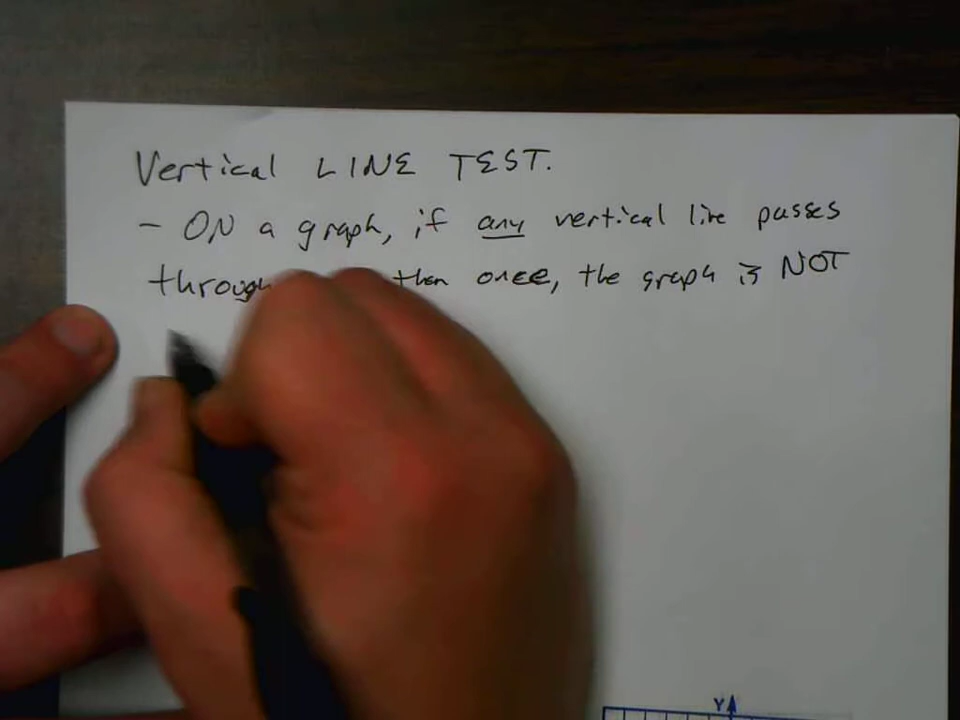 Vertical LINE TEST.
- ON a graph, if any vertical line passes
through then once, the graph is NOT
Y